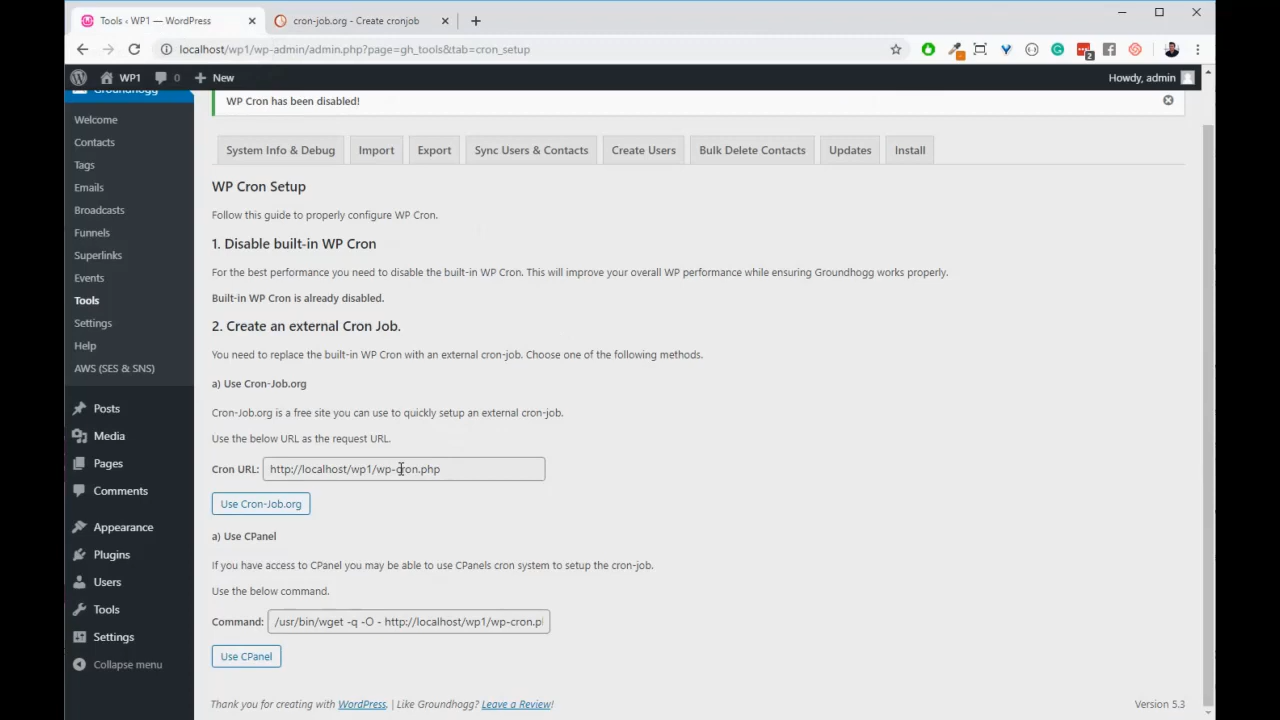 Tools ‹ WP1 — WordPress
cron-job.org - Create cronjob
localhost/wp1/wp-admin/admin.php?page=gh_tools&tab=cron_setup
2
WP1
0
New
Howdy, admin
Groundhogg
Welcome
Contacts
Tags
Emails
Broadcasts
Funnels
Superlinks
Events
Tools
Settings
Help
AWS (SES & SNS)
Posts
Media
Pages
Comments
Appearance
Plugins
Users
Tools
Settings
Collapse menu
WP Cron has been disabled!
System Info & Debug
Import
Export
Sync Users & Contacts
Create Users
Bulk Delete Contacts
Updates
Install
WP Cron Setup
Follow this guide to properly configure WP Cron.
1. Disable built-in WP Cron
For the best performance you need to disable the built-in WP Cron. This will improve your overall WP performance while ensuring Groundhogg works properly.
Built-in WP Cron is already disabled.
2. Create an external Cron Job.
You need to replace the built-in WP Cron with an external cron-job. Choose one of the following methods.
a) Use Cron-Job.org
Cron-Job.org is a free site you can use to quickly setup an external cron-job.
Use the below URL as the request URL.
Cron URL: http://localhost/wp1/wp-cron.php
Use Cron-Job.org
a) Use CPanel
If you have access to CPanel you may be able to use CPanels cron system to setup the cron-job.
Use the below command.
Command: /usr/bin/wget -q -O - http://localhost/wp1/wp-cron.p
Use CPanel
Thank you for creating with WordPress. | Like Groundhogg? Leave a Review!
Version 5.3